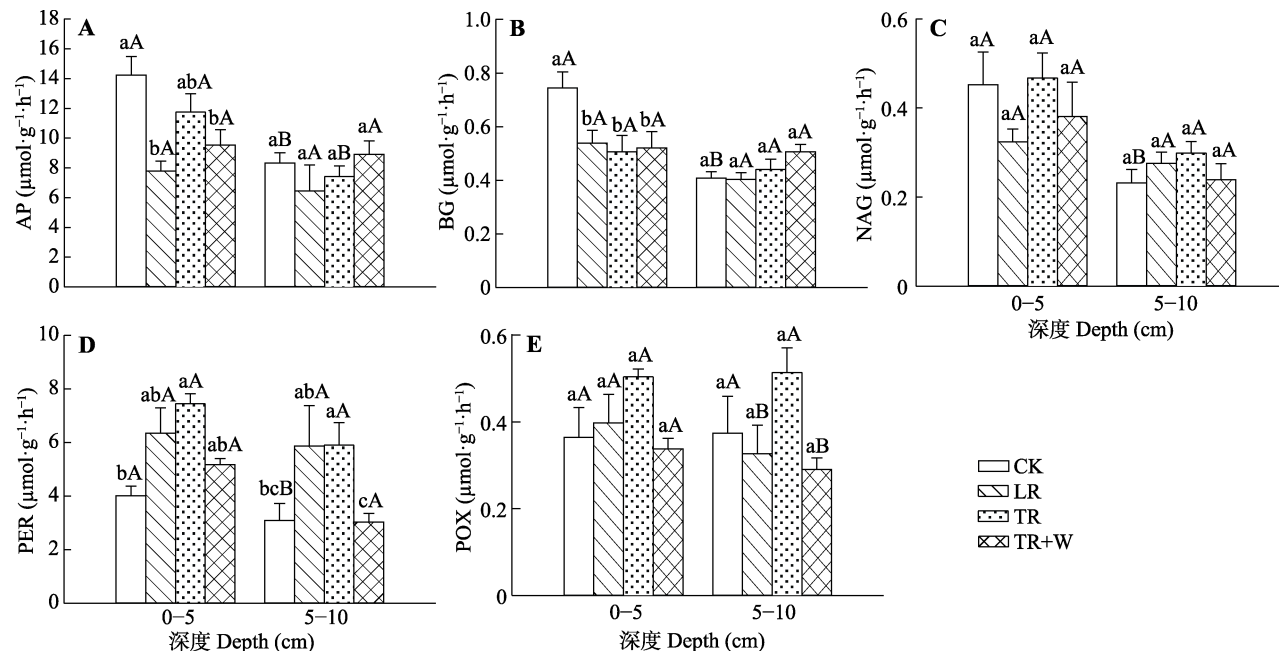 A
AP (μmol·g⁻¹·h⁻¹)
18
16
14
12
10
8
6
4
2
0
aA
bA
abA
bA
aB
aA
aB
aA
B
BG (μmol·g⁻¹·h⁻¹)
1.0
0.8
0.6
0.4
0.2
0
aA
bA
bA
bA
aB
aA
aA
aA
C
NAG (μmol·g⁻¹·h⁻¹)
0.6
0.4
0.2
0
aA
aA
aA
aA
aB
aA
aA
aA
0−5 5−10
深度 Depth (cm)
D
PER (μmol·g⁻¹·h⁻¹)
10
8
6
4
2
0
bA
abA
aA
abA
bcB
abA
aA
cA
0−5 5−10
深度 Depth (cm)
E
POX (μmol·g⁻¹·h⁻¹)
0.6
0.4
0.2
0
aA
aA
aA
aA
aA
aB
aA
aB
0−5 5−10
深度 Depth (cm)
CK
LR
TR
TR+W